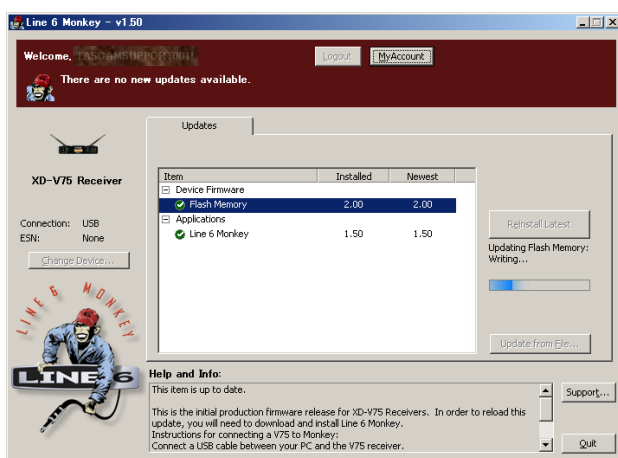 Line 6 Monkey - v1.50
Welcome,
Logout
MyAccount
There are no new updates available.
Updates
XD-V75 Receiver
Item Installed Newest
Device Firmware
Flash Memory 2.00 2.00
Applications
Line 6 Monkey 1.50 1.50
Connection: USB
ESN: None
Change Device...
Reinstall Latest
Updating Flash Memory:
Writing...
Update from File...
LINE 6 MONKEY
LINE 6
Help and Info:
This item is up to date.
This is the initial production firmware release for XD-V75 Receivers. In order to reload this
update, you will need to download and install Line 6 Monkey.
Instructions for connecting a V75 to Monkey:
Connect a USB cable between your PC and the V75 receiver.
Support...
Quit